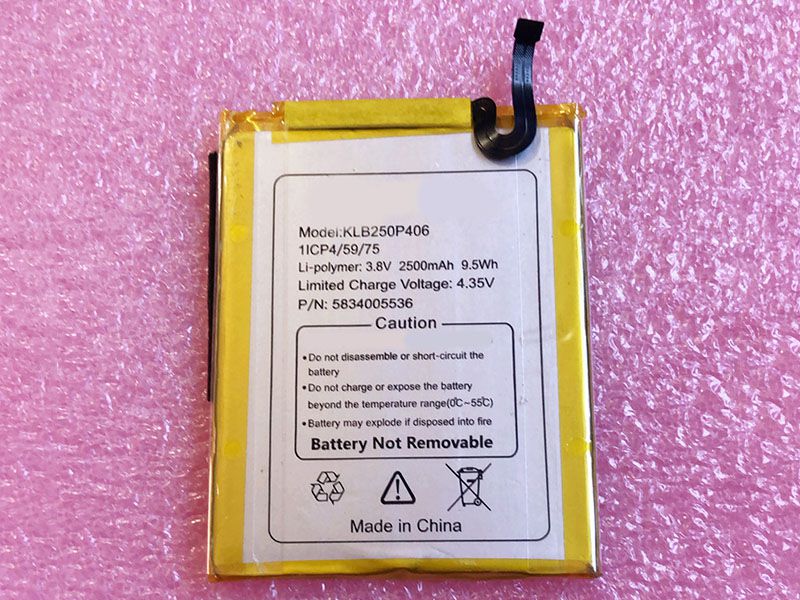 Model:KLB250P406
1ICP4/59/75
Li-polymer: 3.8V 2500mAh 9.5Wh
Limited Charge Voltage: 4.35V
P/N: 5834005536
Caution
•Do not disassemble or short-circuit the
battery
•Do not charge or expose the battery
beyond the temperature range(0℃~55℃)
•Battery may explode if disposed into fire
Battery Not Removable
Made in China